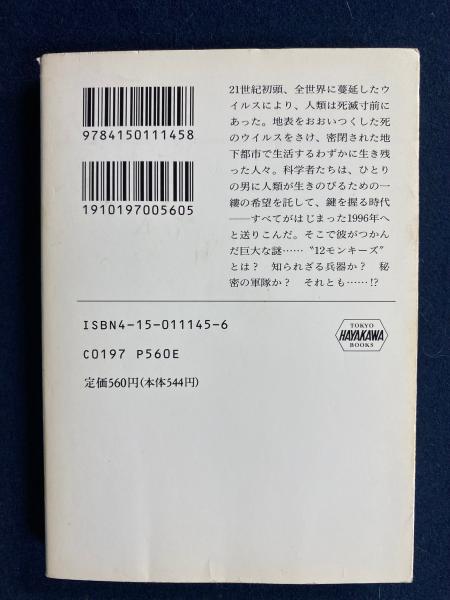 21世紀初頭、全世界に蔓延したウ
イルスにより、人類は死滅寸前に
あった。地表をおおいつくした死
のウイルスをさけ、密閉された地
下都市で生活するわずかに生き残
った人々。科学者たちは、ひとり
の男に人類が生きのびるための一
縷の希望を託して、鍵を握る時代
――すべてがはじまった1996年へ
と送りこんだ。そこで彼がつかん
だ巨大な謎……〝12モンキーズ〟
とは？　知られざる兵器か？　秘
密の軍隊か？　それとも……!?
9784150111458
1910197005605
ISBN4-15-011145-6
C0197 P560E
定価560円(本体544円)
TOKYO
HAYAKAWA
BOOKS